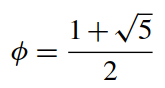 ϕ = (1+√5)/2